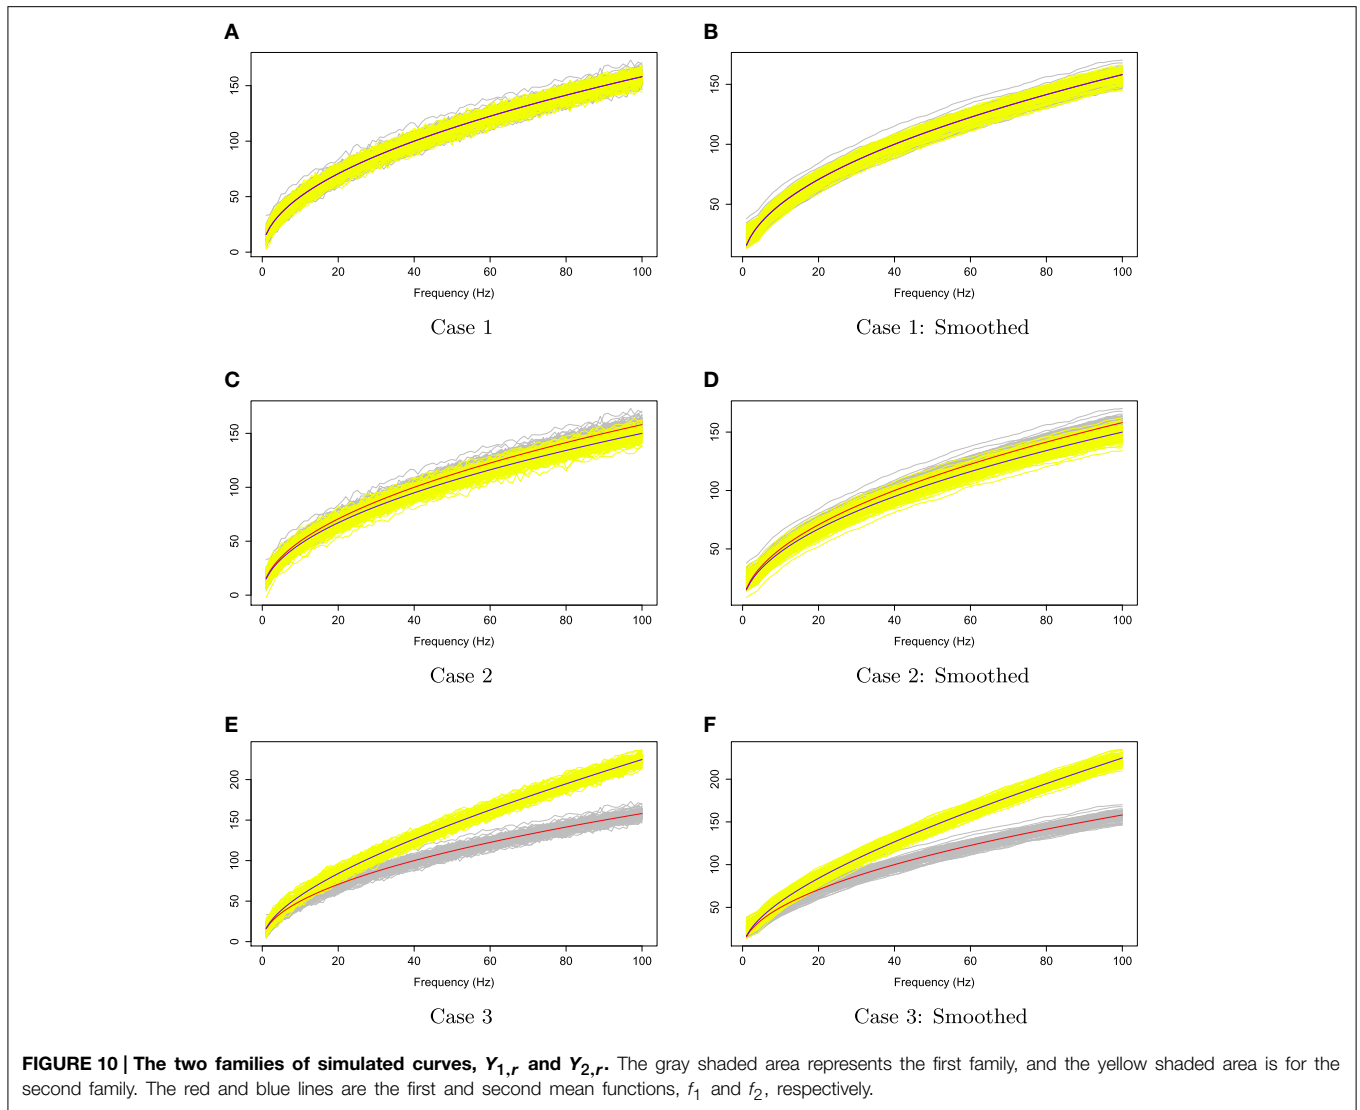 A
B
150
100
50
0
0 20 40 60 80 100
Frequency (Hz)
Case 1
150
100
50
0 20 40 60 80 100
Frequency (Hz)
Case 1: Smoothed
C
D
150
100
50
0
0 20 40 60 80 100
Frequency (Hz)
Case 2
150
100
50
0 20 40 60 80 100
Frequency (Hz)
Case 2: Smoothed
E
F
200
150
100
50
0
0 20 40 60 80 100
Frequency (Hz)
Case 3
200
150
100
50
0 20 40 60 80 100
Frequency (Hz)
Case 3: Smoothed
FIGURE 10 | The two families of simulated curves, Y1,r and Y2,r. The gray shaded area represents the first family, and the yellow shaded area is for the
second family. The red and blue lines are the first and second mean functions, f1 and f2, respectively.